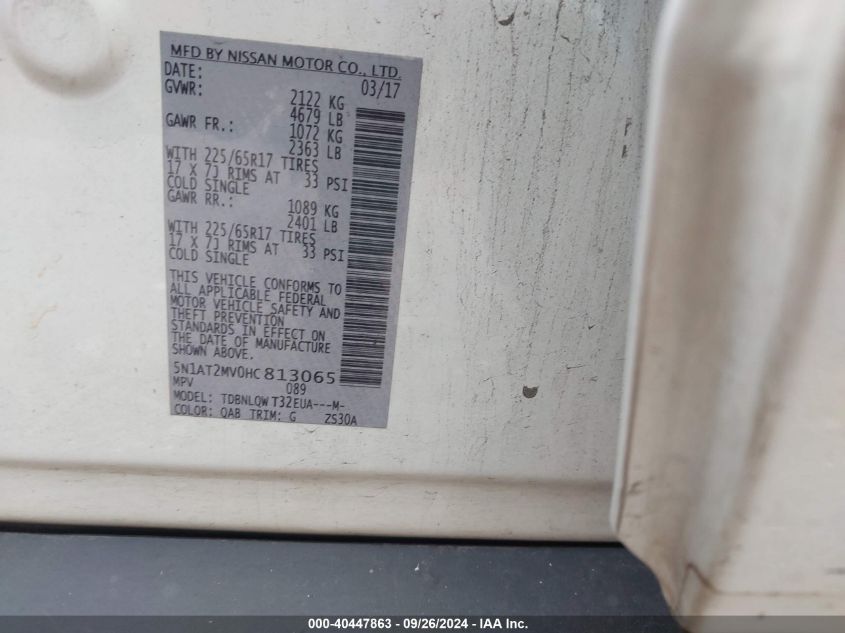 MFD BY NISSAN MOTOR CO., LTD.
DATE: 03/17
GVWR: 2122 KG
4679 LB
GAWR FR.: 1072 KG
2363 LB
WITH 225/65R17 TIRES
17 X 7J RIMS AT 33 PSI
COLD SINGLE
GAWR RR.: 1089 KG
2401 LB
WITH 225/65R17 TIRES
17 X 7J RIMS AT 33 PSI
COLD SINGLE
THIS VEHICLE CONFORMS TO
ALL APPLICABLE FEDERAL
MOTOR VEHICLE SAFETY AND
THEFT PREVENTION
STANDARDS IN EFFECT ON
THE DATE OF MANUFACTURE
SHOWN ABOVE.
5N1AT2MV0HC813065
MPV 089
MODEL: TDBNLQW T32EUA---M-
COLOR: QAB TRIM: G ZS30A
000-40447863 - 09/26/2024 - IAA Inc.